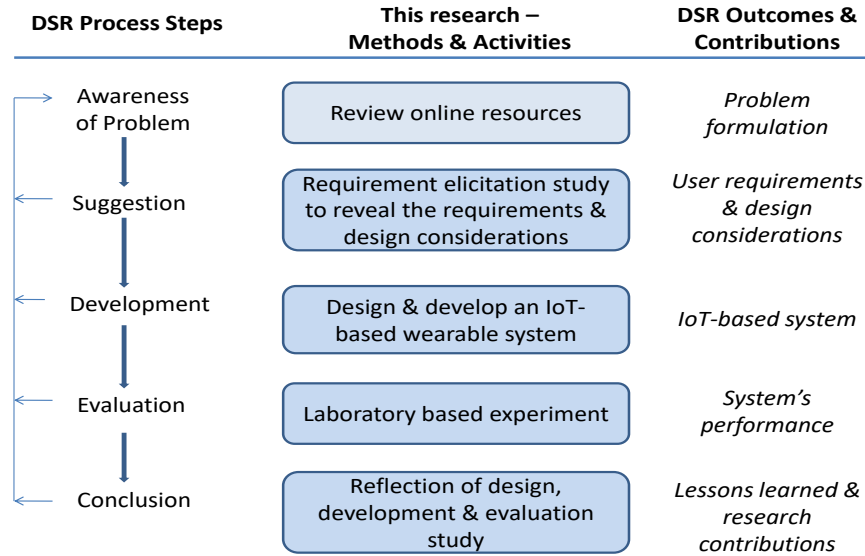 DSR Process Steps
This research –
Methods & Activities
DSR Outcomes &
Contributions
Awareness
of Problem
Review online resources
Problem
formulation
Suggestion
Requirement elicitation study
to reveal the requirements &
design considerations
User requirements
& design
considerations
Development
Design & develop an IoT-
based wearable system
IoT-based system
Evaluation
Laboratory based experiment
System’s
performance
Conclusion
Reflection of design,
development & evaluation
study
Lessons learned &
research
contributions